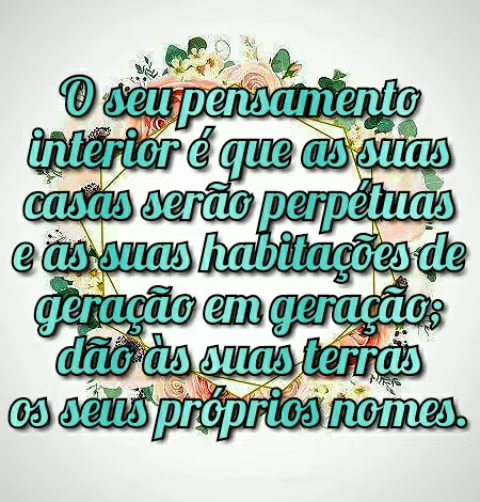 O seu pensamento
interior é que as suas
casas serão perpétuas
e as suas habitações de
geração em geração;
dão às suas terras
os seus próprios nomes.